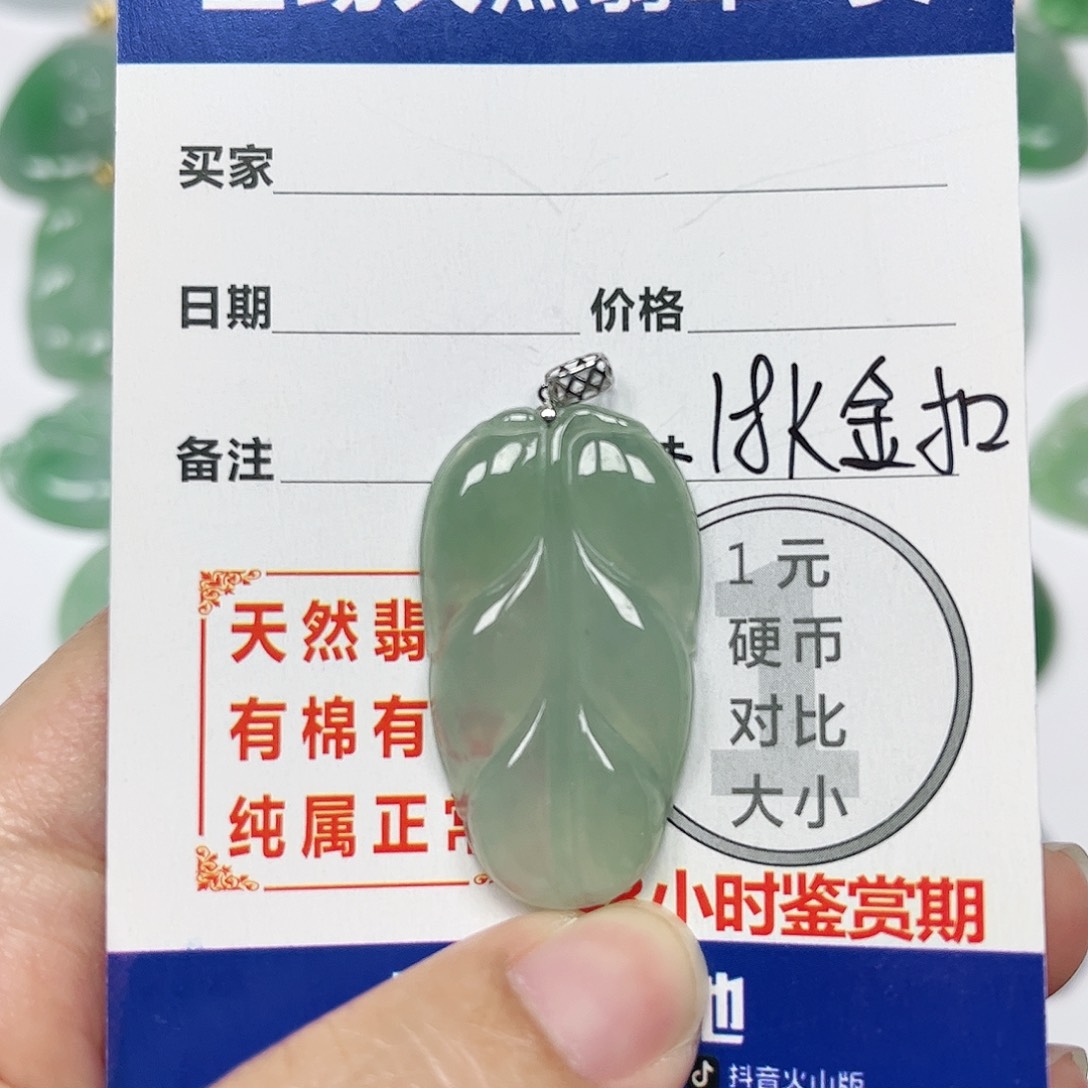 买家
日期 价格
备注 18K金扣
天然翡
有棉有
纯属正常
1元
硬币
对比
大小
小时鉴赏期
地
抖音火山版